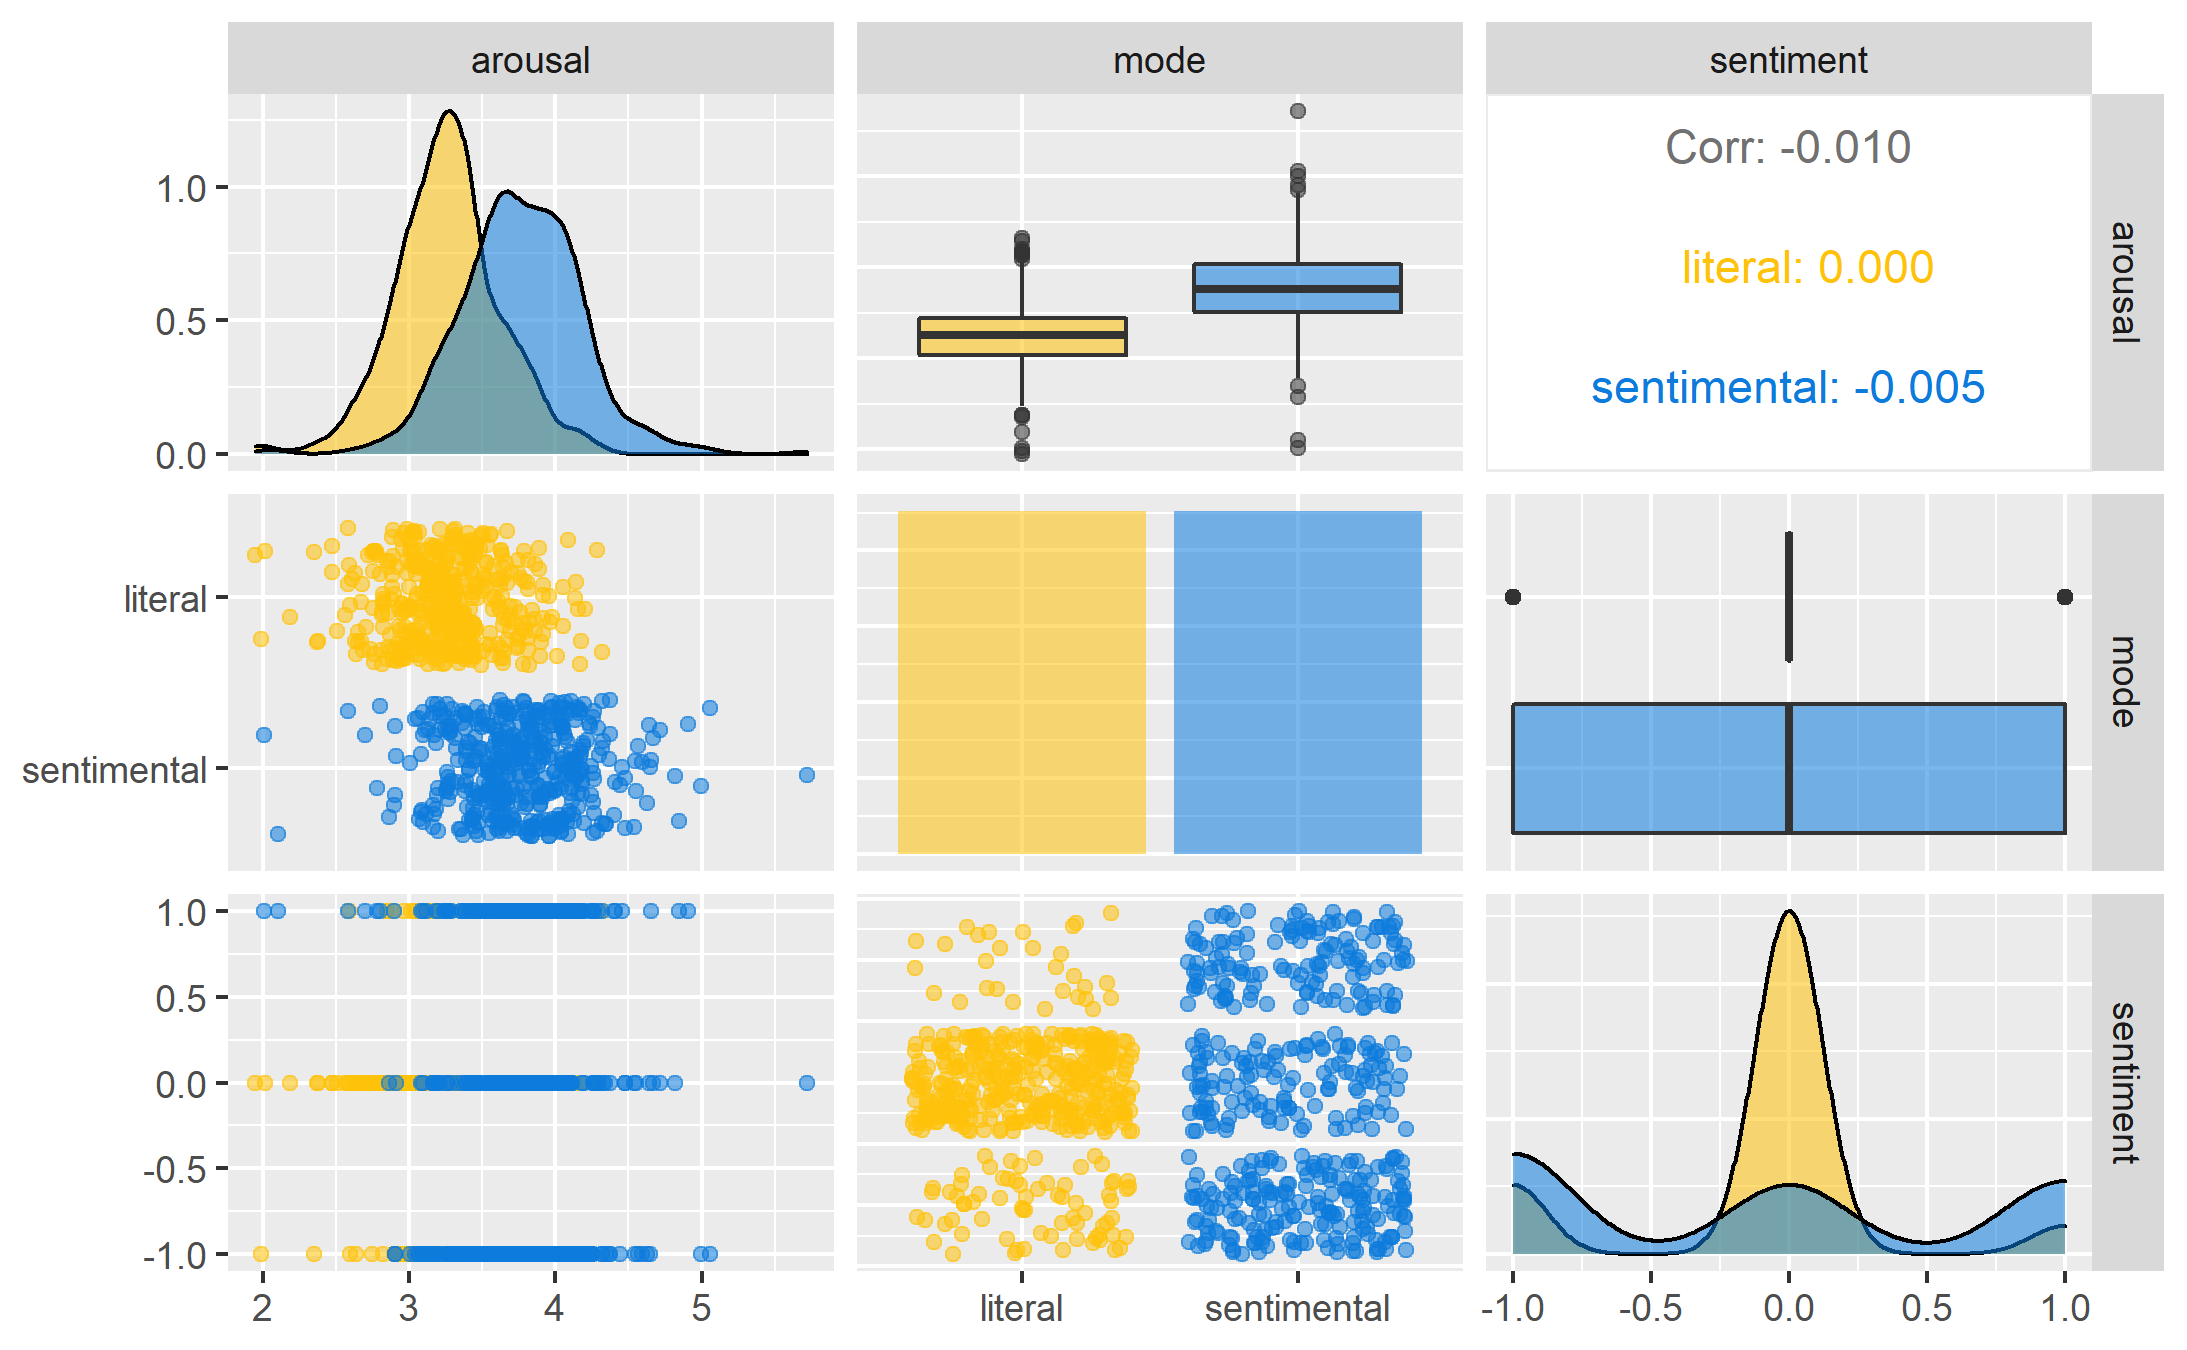 arousal
mode
sentiment
1.0
0.5
0.0
Corr: -0.010
literal: 0.000
sentimental: -0.005
arousal
literal
sentimental
mode
1.0
0.5
0.0
-0.5
-1.0
sentiment
2 3 4 5
literal sentimental
-1.0 -0.5 0.0 0.5 1.0